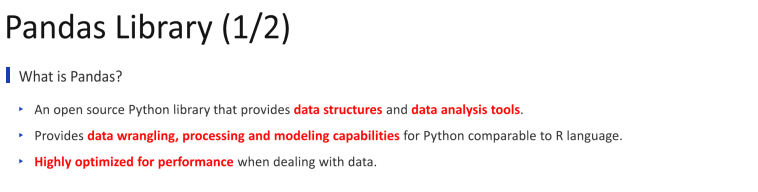 Pandas Library (1/2)
What is Pandas?
An open source Python library that provides data structures and data analysis tools.
Provides data wrangling, processing and modeling capabilities for Python comparable to R language.
Highly optimized for performance when dealing with data.